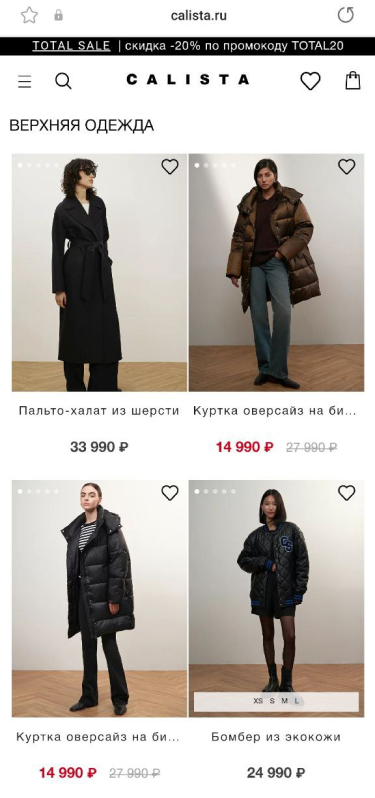 calista.ru
TOTAL SALE | скидка -20% по промокоду TOTAL20
CALISTA
ВЕРХНЯЯ ОДЕЖДА
Пальто-халат из шерсти
Куртка оверсайз на би...
33 990 ₽
14 990 ₽ 27 990 ₽
XS S M L
Куртка оверсайз на би...
Бомбер из экокожи
14 990 ₽ 27 990 ₽
24 990 ₽